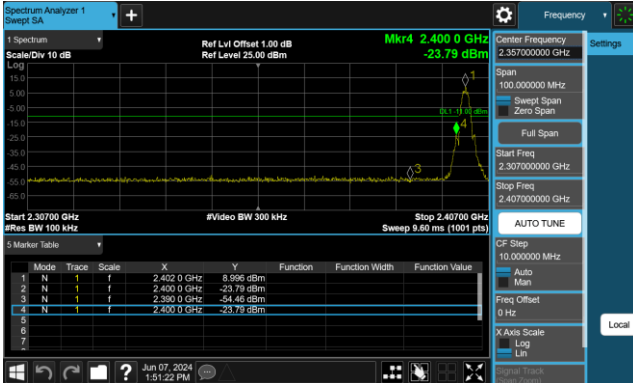 Spectrum Analyzer 1
Swept SA
+
Frequency
1 Spectrum
Scale/Div 10 dB
Ref Lvl Offset 1.00 dB
Ref Level 25.00 dBm
Mkr4 2.400 0 GHz
-23.79 dBm
Log
15.0
5.00
-5.00
-15.0
-25.0
-35.0
-45.0
-55.0
-65.0
1
DL1 -11.00 dBm
4
3
Start 2.30700 GHz
#Res BW 100 kHz
#Video BW 300 kHz
Stop 2.40700 GHz
Sweep 9.60 ms (1001 pts)
5 Marker Table
Mode Trace Scale X Y Function Function Width Function Value
1 N 1 f 2.402 0 GHz 8.996 dBm
2 N 1 f 2.400 0 GHz -23.79 dBm
3 N 1 f 2.390 0 GHz -54.46 dBm
4 N 1 f 2.400 0 GHz -23.79 dBm
5
6
7
Jun 07, 2024
1:51:22 PM
?
Center Frequency
2.357000000 GHz
Settings
Span
100.000000 MHz
Swept Span
Zero Span
Full Span
Start Freq
2.307000000 GHz
Stop Freq
2.407000000 GHz
AUTO TUNE
CF Step
10.000000 MHz
Auto
Man
Freq Offset
0 Hz
X Axis Scale
Log
Lin
Local
Signal Track
(Span Zoom)